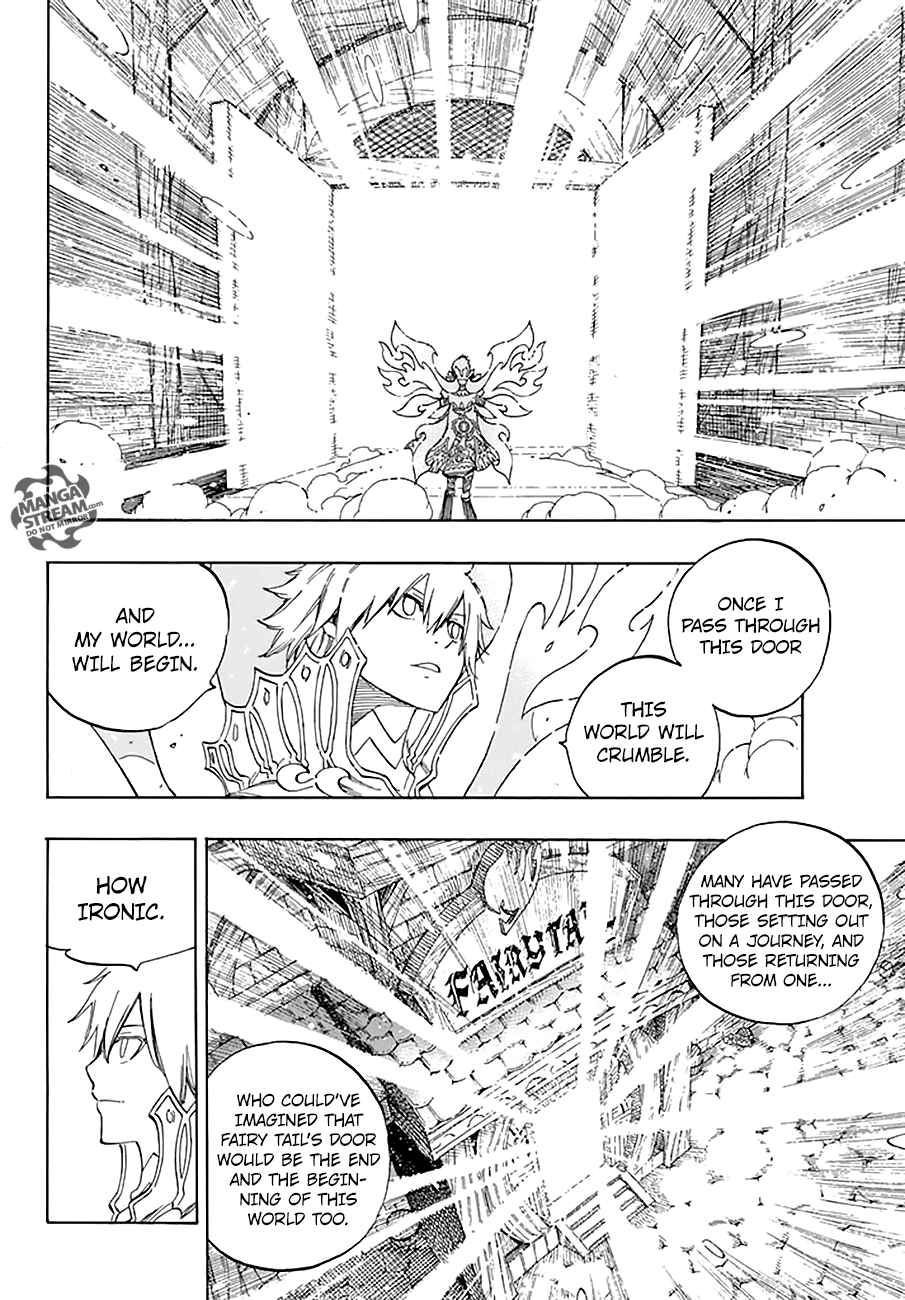 MANGA
STREAM.com
DO NOT MIRROR
ONCE I
PASS THROUGH
THIS DOOR
THIS
WORLD WILL
CRUMBLE.
AND
MY WORLD...
WILL BEGIN.
MANY HAVE PASSED
THROUGH THIS DOOR,
THOSE SETTING OUT
ON A JOURNEY, AND
THOSE RETURNING
FROM ONE...
FAIRY TAIL
WHO COULD'VE
IMAGINED THAT
FAIRY TAIL'S DOOR
WOULD BE THE END
AND THE BEGIN-
NING OF THIS
WORLD TOO.
HOW
IRONIC.